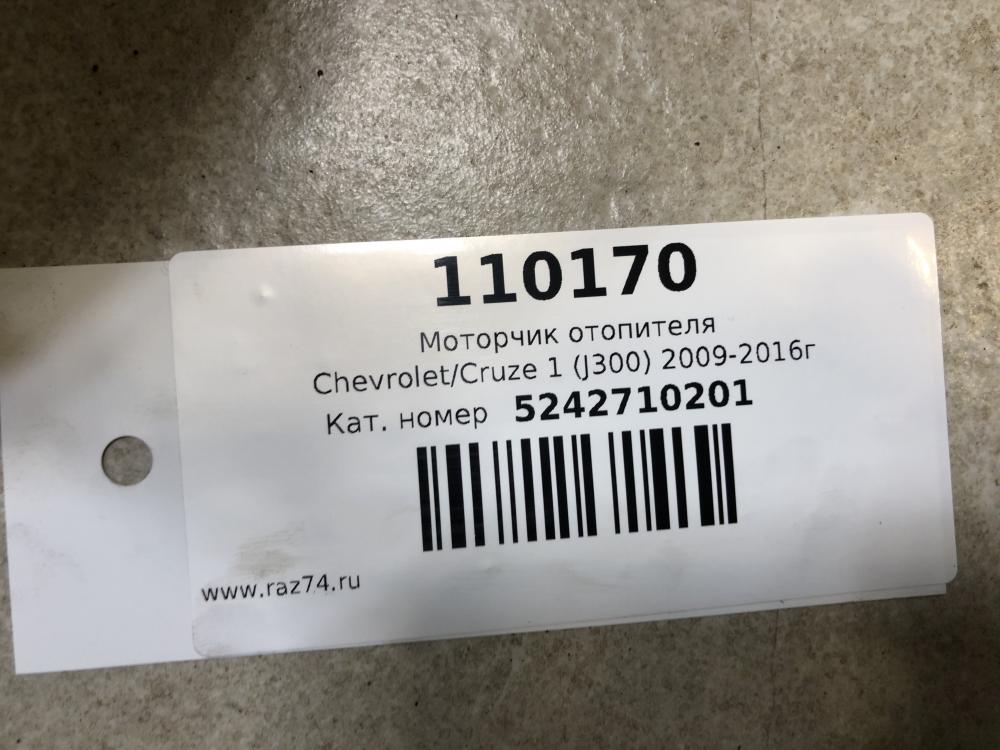 110170
Моторчик отопителя
Chevrolet/Cruze 1 (J300) 2009-2016г
Кат. номер 5242710201
www.raz74.ru